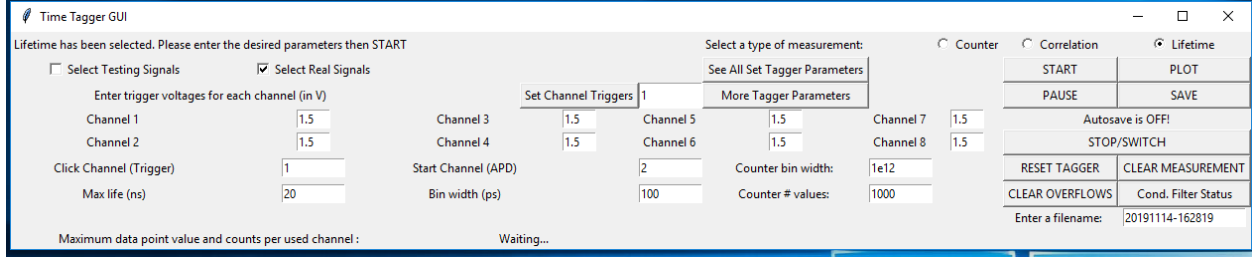 Time Tagger GUI
Lifetime has been selected. Please enter the desired parameters then START Select a type of measurement: Counter Correlation Lifetime
Select Testing Signals Select Real Signals See All Set Tagger Parameters START PLOT
Enter trigger voltages for each channel (in V) Set Channel Triggers 1 More Tagger Parameters PAUSE SAVE
Channel 1 1.5 Channel 3 1.5 Channel 5 1.5 Channel 7 1.5 Autosave is OFF!
Channel 2 1.5 Channel 4 1.5 Channel 6 1.5 Channel 8 1.5 STOP/SWITCH
Click Channel (Trigger) 1 Start Channel (APD) 2 Counter bin width: 1e12 RESET TAGGER CLEAR MEASUREMENT
Max life (ns) 20 Bin width (ps) 100 Counter # values: 1000 CLEAR OVERFLOWS Cond. Filter Status
Enter a filename: 20191114-162819
Maximum data point value and counts per used channel : Waiting...